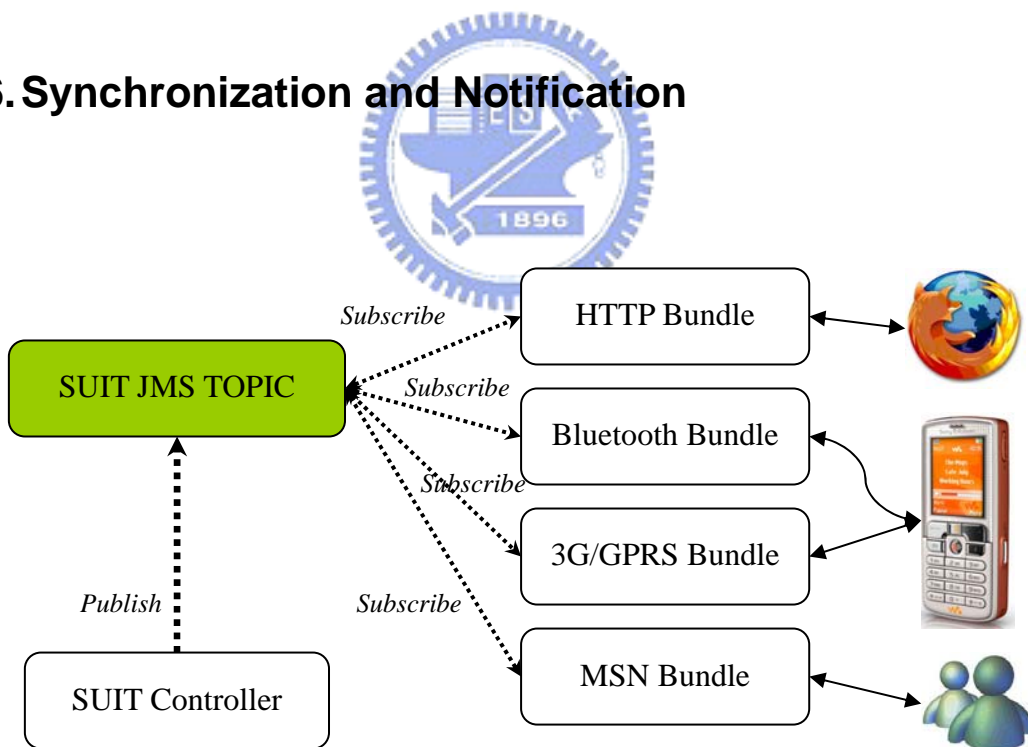 6. Synchronization and Notification
1896
Subscribe
HTTP Bundle
SUIT JMS TOPIC
Subscribe
Bluetooth Bundle
Subscribe
3G/GPRS Bundle
Publish
Subscribe
MSN Bundle
SUIT Controller